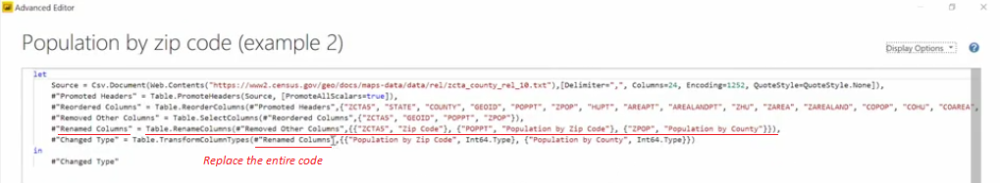 Advanced Editor
Population by zip code (example 2)
Display Options
?
let
Source = Csv.Document(Web.Contents("https://www2.census.gov/geo/docs/maps-data/data/rel/zcta_county_rel_10.txt"),[Delimiter=",", Columns=24, Encoding=1252, QuoteStyle=QuoteStyle.None]),
#"Promoted Headers" = Table.PromoteHeaders(Source, [PromoteAllScalars=true]),
#"Reordered Columns" = Table.ReorderColumns(#"Promoted Headers",{"ZCTA5", "STATE", "COUNTY", "GEOID", "POPPT", "ZPOP", "HUPT", "AREAPT", "AREALANDPT", "ZHU", "ZAREA", "ZAREALAND", "COPOP", "COHU", "COAREA",
#"Removed Other Columns" = Table.SelectColumns(#"Reordered Columns",{"ZCTA5", "GEOID", "POPPT", "ZPOP"}),
#"Renamed Columns" = Table.RenameColumns(#"Removed Other Columns",{{"ZCTA5", "Zip Code"}, {"POPPT", "Population by Zip Code"}, {"ZPOP", "Population by County"}}),
#"Changed Type" = Table.TransformColumnTypes(#"Renamed Columns",{{"Population by Zip Code", Int64.Type}, {"Population by County", Int64.Type}})
in
Replace the entire code
#"Changed Type"